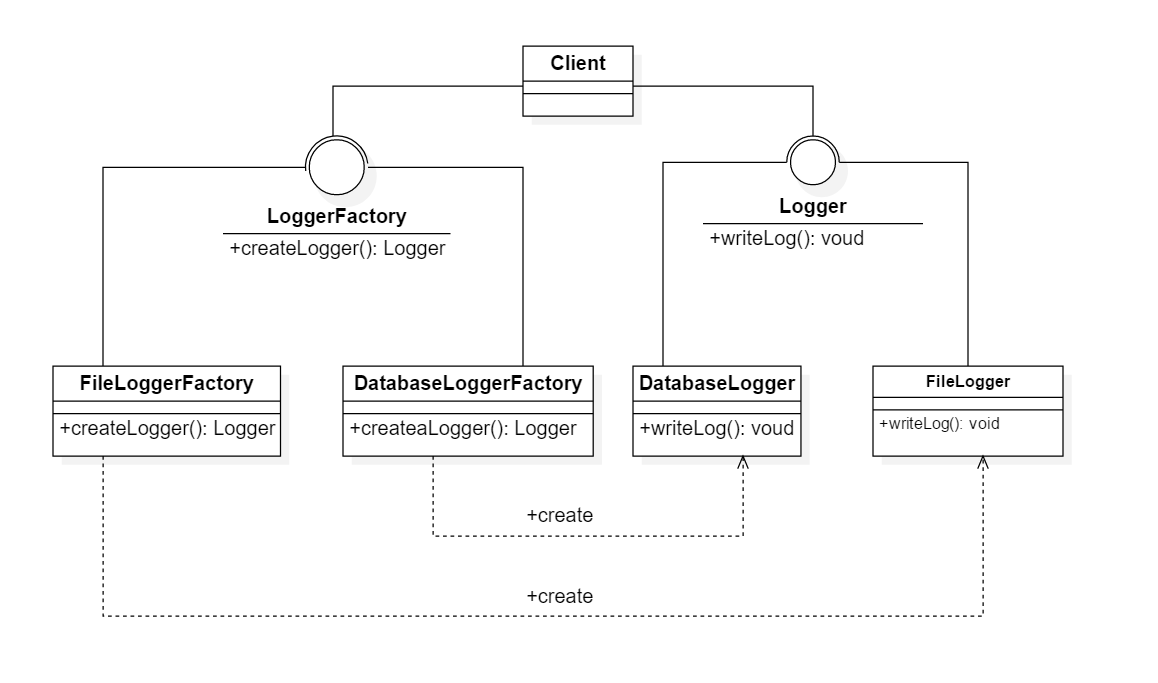 Client
LoggerFactory
+createLogger(): Logger
Logger
+writeLog(): voud
FileLoggerFactory
+createLogger(): Logger
DatabaseLoggerFactory
+createaLogger(): Logger
DatabaseLogger
+writeLog(): voud
FileLogger
+writeLog(): void
+create
+create